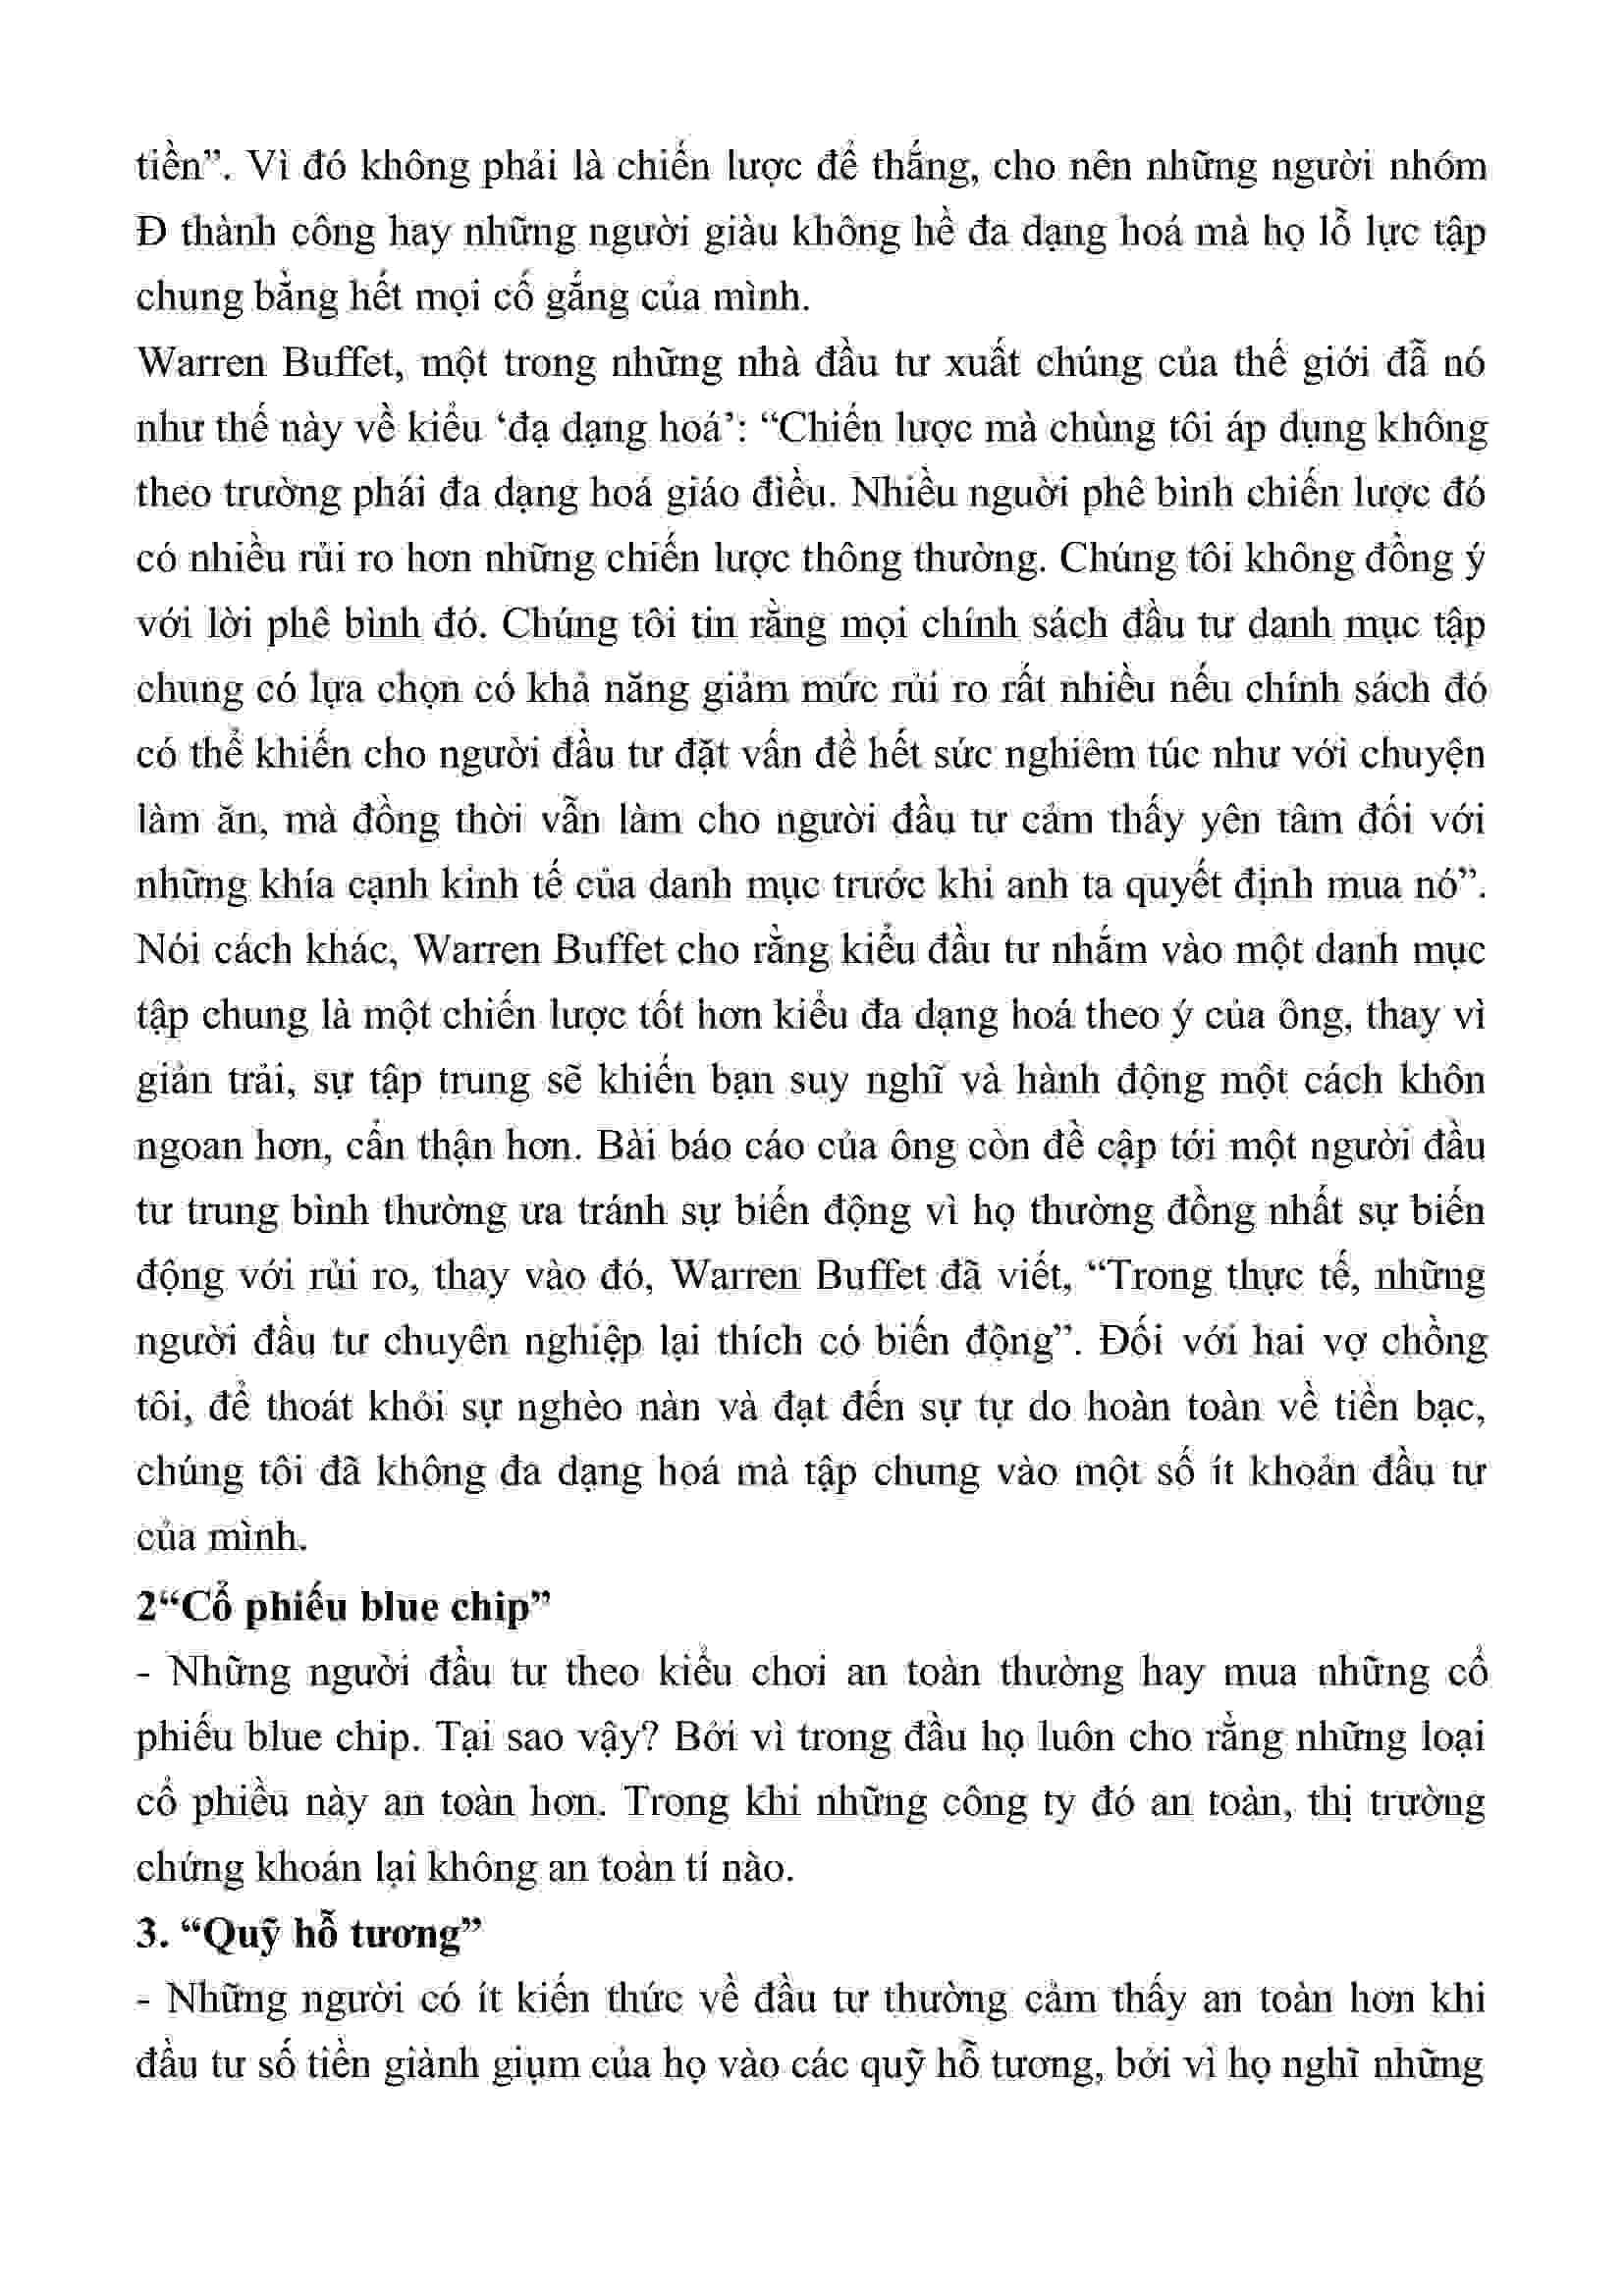 tiền”. Vì đó không phải là chiến lược để thắng, cho nên những người nhóm
Đ thành công hay những người giàu không hề đa dạng hoá mà họ lỗ lực tập
chung bằng hết mọi cố gắng của mình.
Warren Buffet, một trong những nhà đầu tư xuất chúng của thế giới đẫ nó
như thế này về kiểu ‘đạ dạng hoá’: “Chiến lược mà chùng tôi áp dụng không
theo trường phái đa dạng hoá giáo điều. Nhiều nguời phê bình chiến lược đó
có nhiều rủi ro hơn những chiến lược thông thường. Chúng tôi không đồng ý
với lời phê bình đó. Chúng tôi tin rằng mọi chính sách đầu tư danh mục tập
chung có lựa chọn có khả năng giảm mức rủi ro rất nhiều nếu chính sách đó
có thể khiến cho người đầu tư đặt vấn đề hết sức nghiêm túc như với chuyện
làm ăn, mà đồng thời vẫn làm cho người đầu tư cảm thấy yên tâm đối với
những khía cạnh kinh tế của danh mục trước khi anh ta quyết định mua nó”.
Nói cách khác, Warren Buffet cho rằng kiểu đầu tư nhắm vào một danh mục
tập chung là một chiến lược tốt hơn kiểu đa dạng hoá theo ý của ông, thay vì
giản trải, sự tập trung sẽ khiến bạn suy nghĩ và hành động một cách khôn
ngoan hơn, cẩn thận hơn. Bài báo cáo của ông còn đề cập tới một người đầu
tư trung bình thường ưa tránh sự biến động vì họ thường đồng nhất sự biến
động với rủi ro, thay vào đó, Warren Buffet đã viết, “Trong thực tế, những
người đầu tư chuyên nghiệp lại thích có biến động”. Đối với hai vợ chồng
tôi, để thoát khỏi sự nghèo nàn và đạt đến sự tự do hoàn toàn về tiền bạc,
chúng tôi đã không đa dạng hoá mà tập chung vào một số ít khoản đầu tư
của mình.
2“Cổ phiếu blue chip”
- Những người đầu tư theo kiểu chơi an toàn thường hay mua những cổ
phiếu blue chip. Tại sao vậy? Bởi vì trong đầu họ luôn cho rằng những loại
cổ phiều này an toàn hơn. Trong khi những công ty đó an toàn, thị trường
chứng khoán lại không an toàn tí nào.
3. “Quỹ hỗ tương”
- Những người có ít kiến thức về đầu tư thường cảm thấy an toàn hơn khi
đầu tư số tiền giành giụm của họ vào các quỹ hỗ tương, bởi vì họ nghĩ những